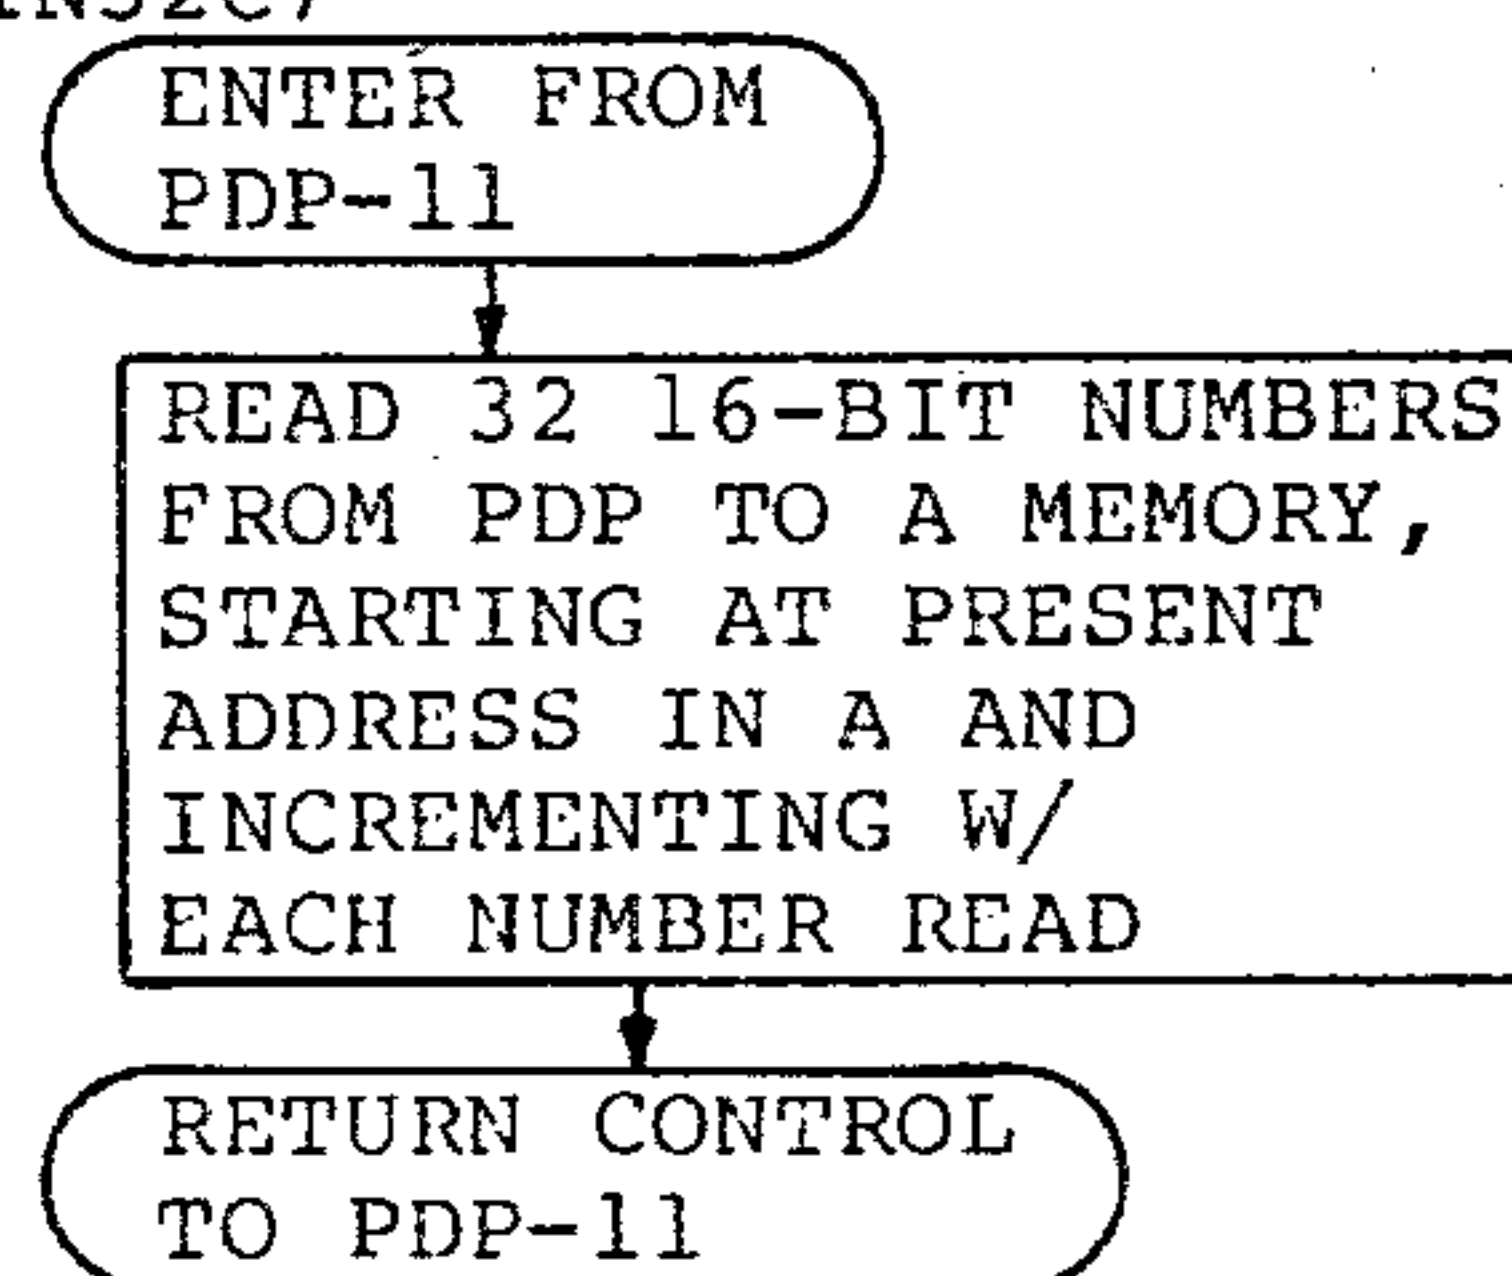 ENTER FROM
PDP-11
READ 32 16-BIT NUMBERS
FROM PDP TO A MEMORY,
STARTING AT PRESENT
ADDRESS IN A AND
INCREMENTING W/
EACH NUMBER READ
RETURN CONTROL
TO PDP-11